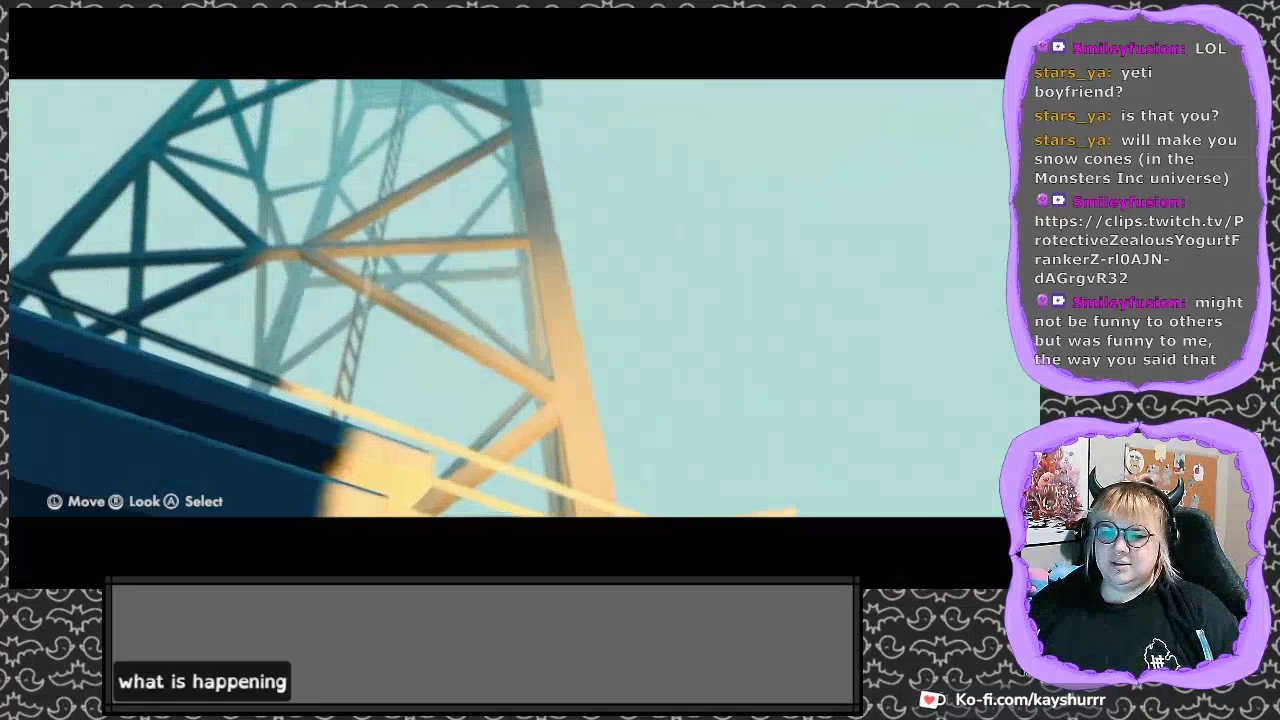 Smileyfusion: LOL
stars_ya: yeti
boyfriend?
stars_ya: is that you?
stars_ya: will make you
snow cones (in the
Monsters Inc universe)
Smileyfusion:
https://clips.twitch.tv/P
rotectiveZealousYogurtF
rankerZ-rI0AJN-
dAGrgvR32
Smileyfusion: might
not be funny to others
but was funny to me,
the way you said that
L Move R Look A Select
what is happening
Ko-fi.com/kayshurrr